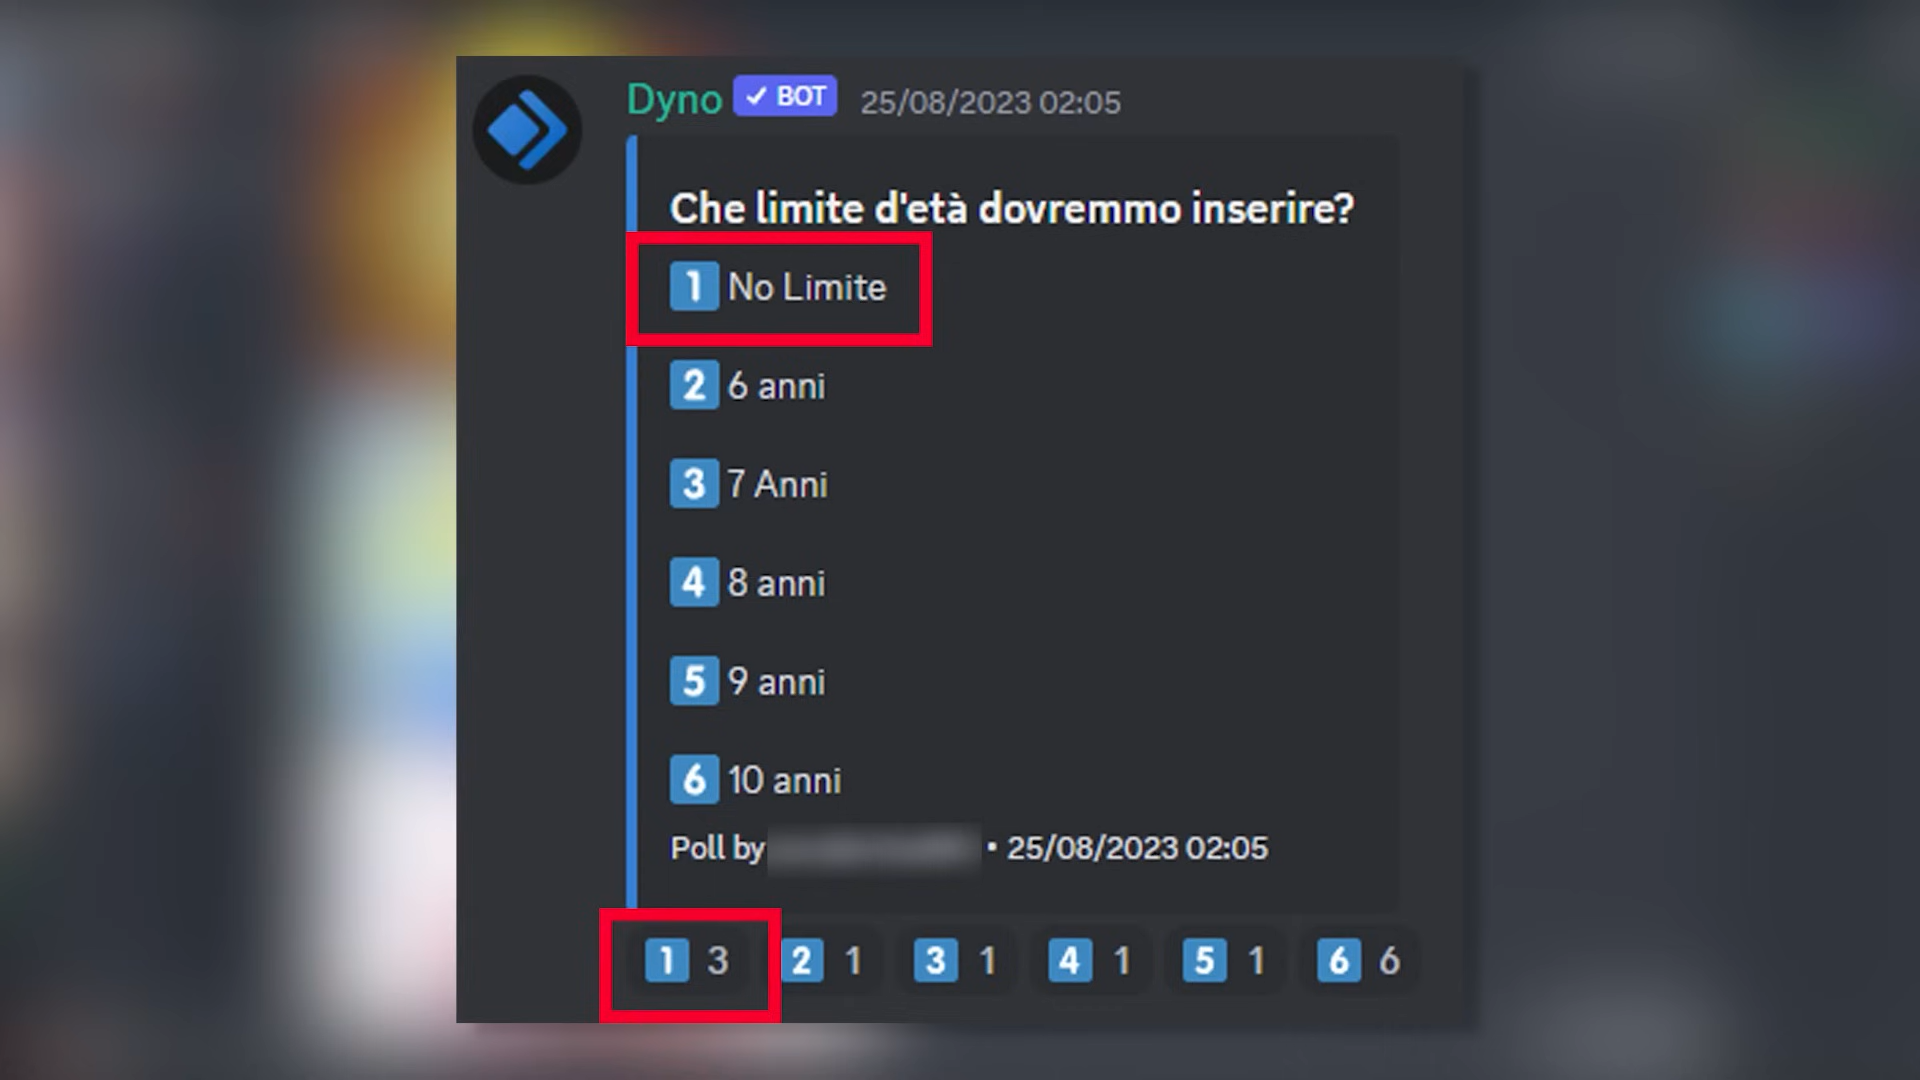 Dyno ✓ BOT 25/08/2023 02:05
Che limite d'età dovremmo inserire?
1 No Limite
2 6 anni
3 7 Anni
4 8 anni
5 9 anni
6 10 anni
Poll by • 25/08/2023 02:05
1 3 2 1 3 1 4 1 5 1 6 6